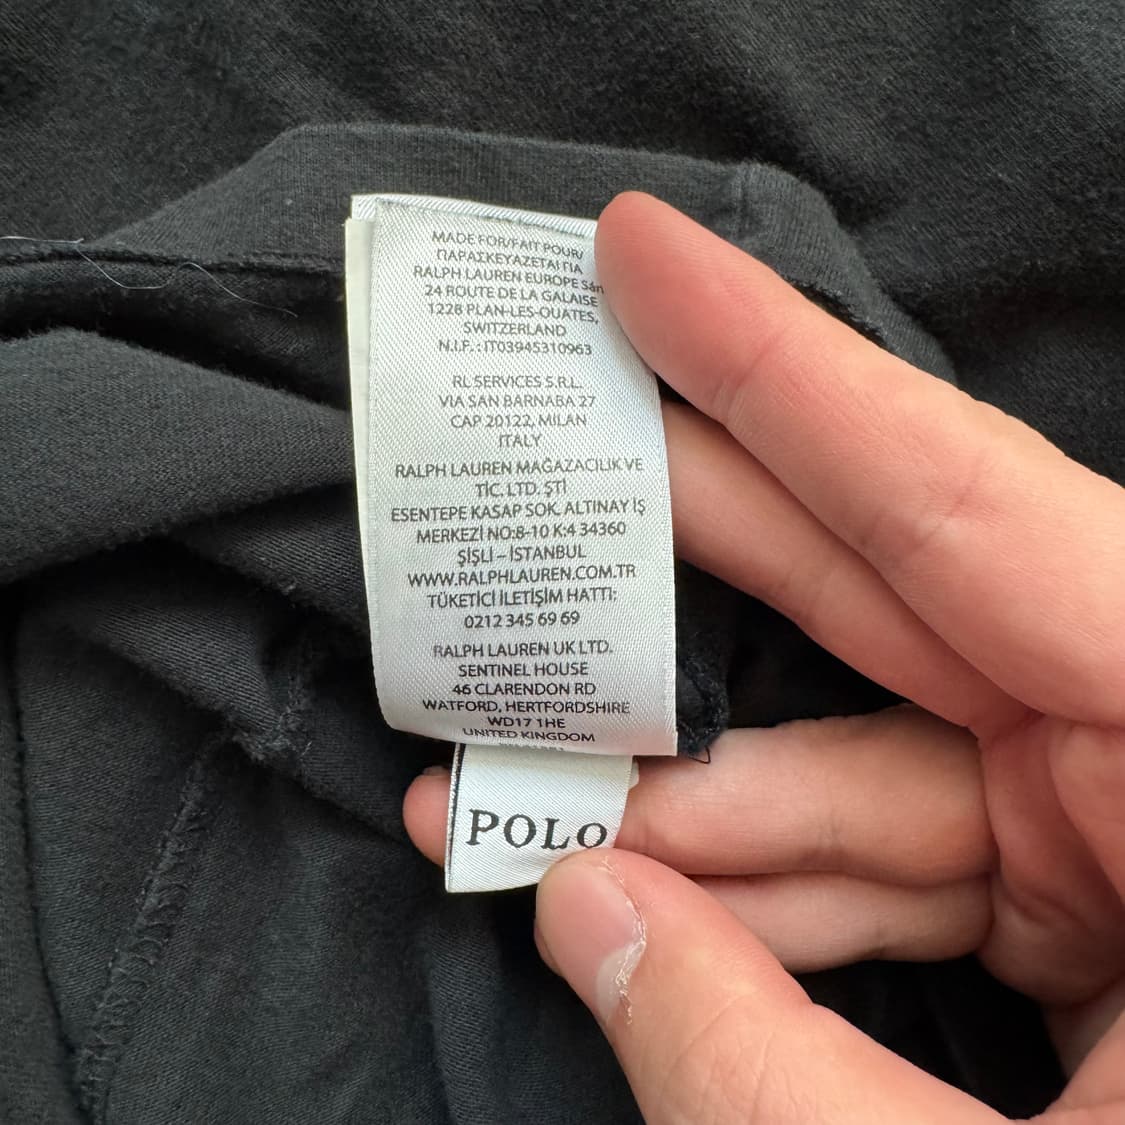 MADE FOR/FAIT POUR/
ΠΑΡΑΣΚΕΥΑΖΕΤΑΙ ΓΙΑ
RALPH LAUREN EUROPE Sàrl
24 ROUTE DE LA GALAISE
1228 PLAN-LES-OUATES,
SWITZERLAND
N.I.F. : IT03945310963
RL SERVICES S.R.L.
VIA SAN BARNABA 27
CAP 20122, MILAN
ITALY
RALPH LAUREN MAĞAZACILIK VE
TİC. LTD. ŞTİ
ESENTEPE KASAP SOK. ALTINAY İŞ
MERKEZİ NO:8-10 K:4 34360
ŞİŞLİ – İSTANBUL
WWW.RALPHLAUREN.COM.TR
TÜKETİCİ İLETİŞİM HATTI:
0212 345 69 69
RALPH LAUREN UK LTD.
SENTINEL HOUSE
46 CLARENDON RD
WATFORD, HERTFORDSHIRE
WD17 1HE
UNITED KINGDOM
POLO